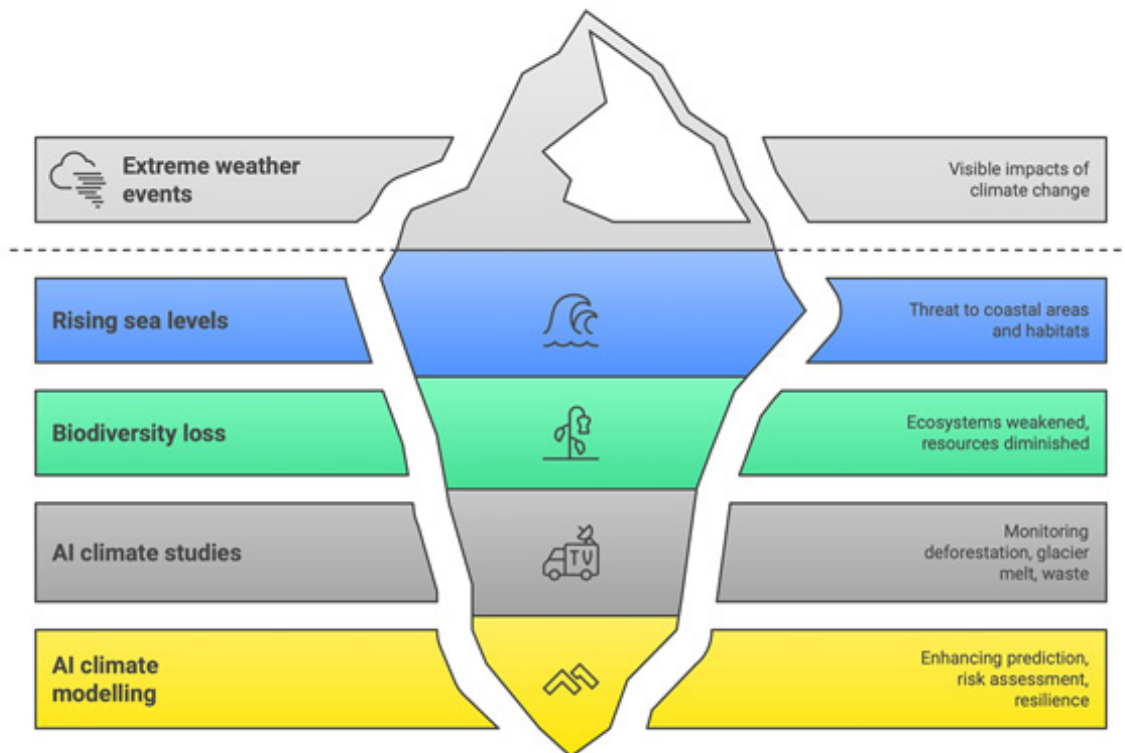 Extreme weather
events
Visible impacts of
climate change
Rising sea levels
Threat to coastal areas
and habitats
Biodiversity loss
Ecosystems weakened,
resources diminished
AI climate studies
TV
Monitoring
deforestation, glacier
melt, waste
AI climate
modelling
Enhancing prediction,
risk assessment,
resilience